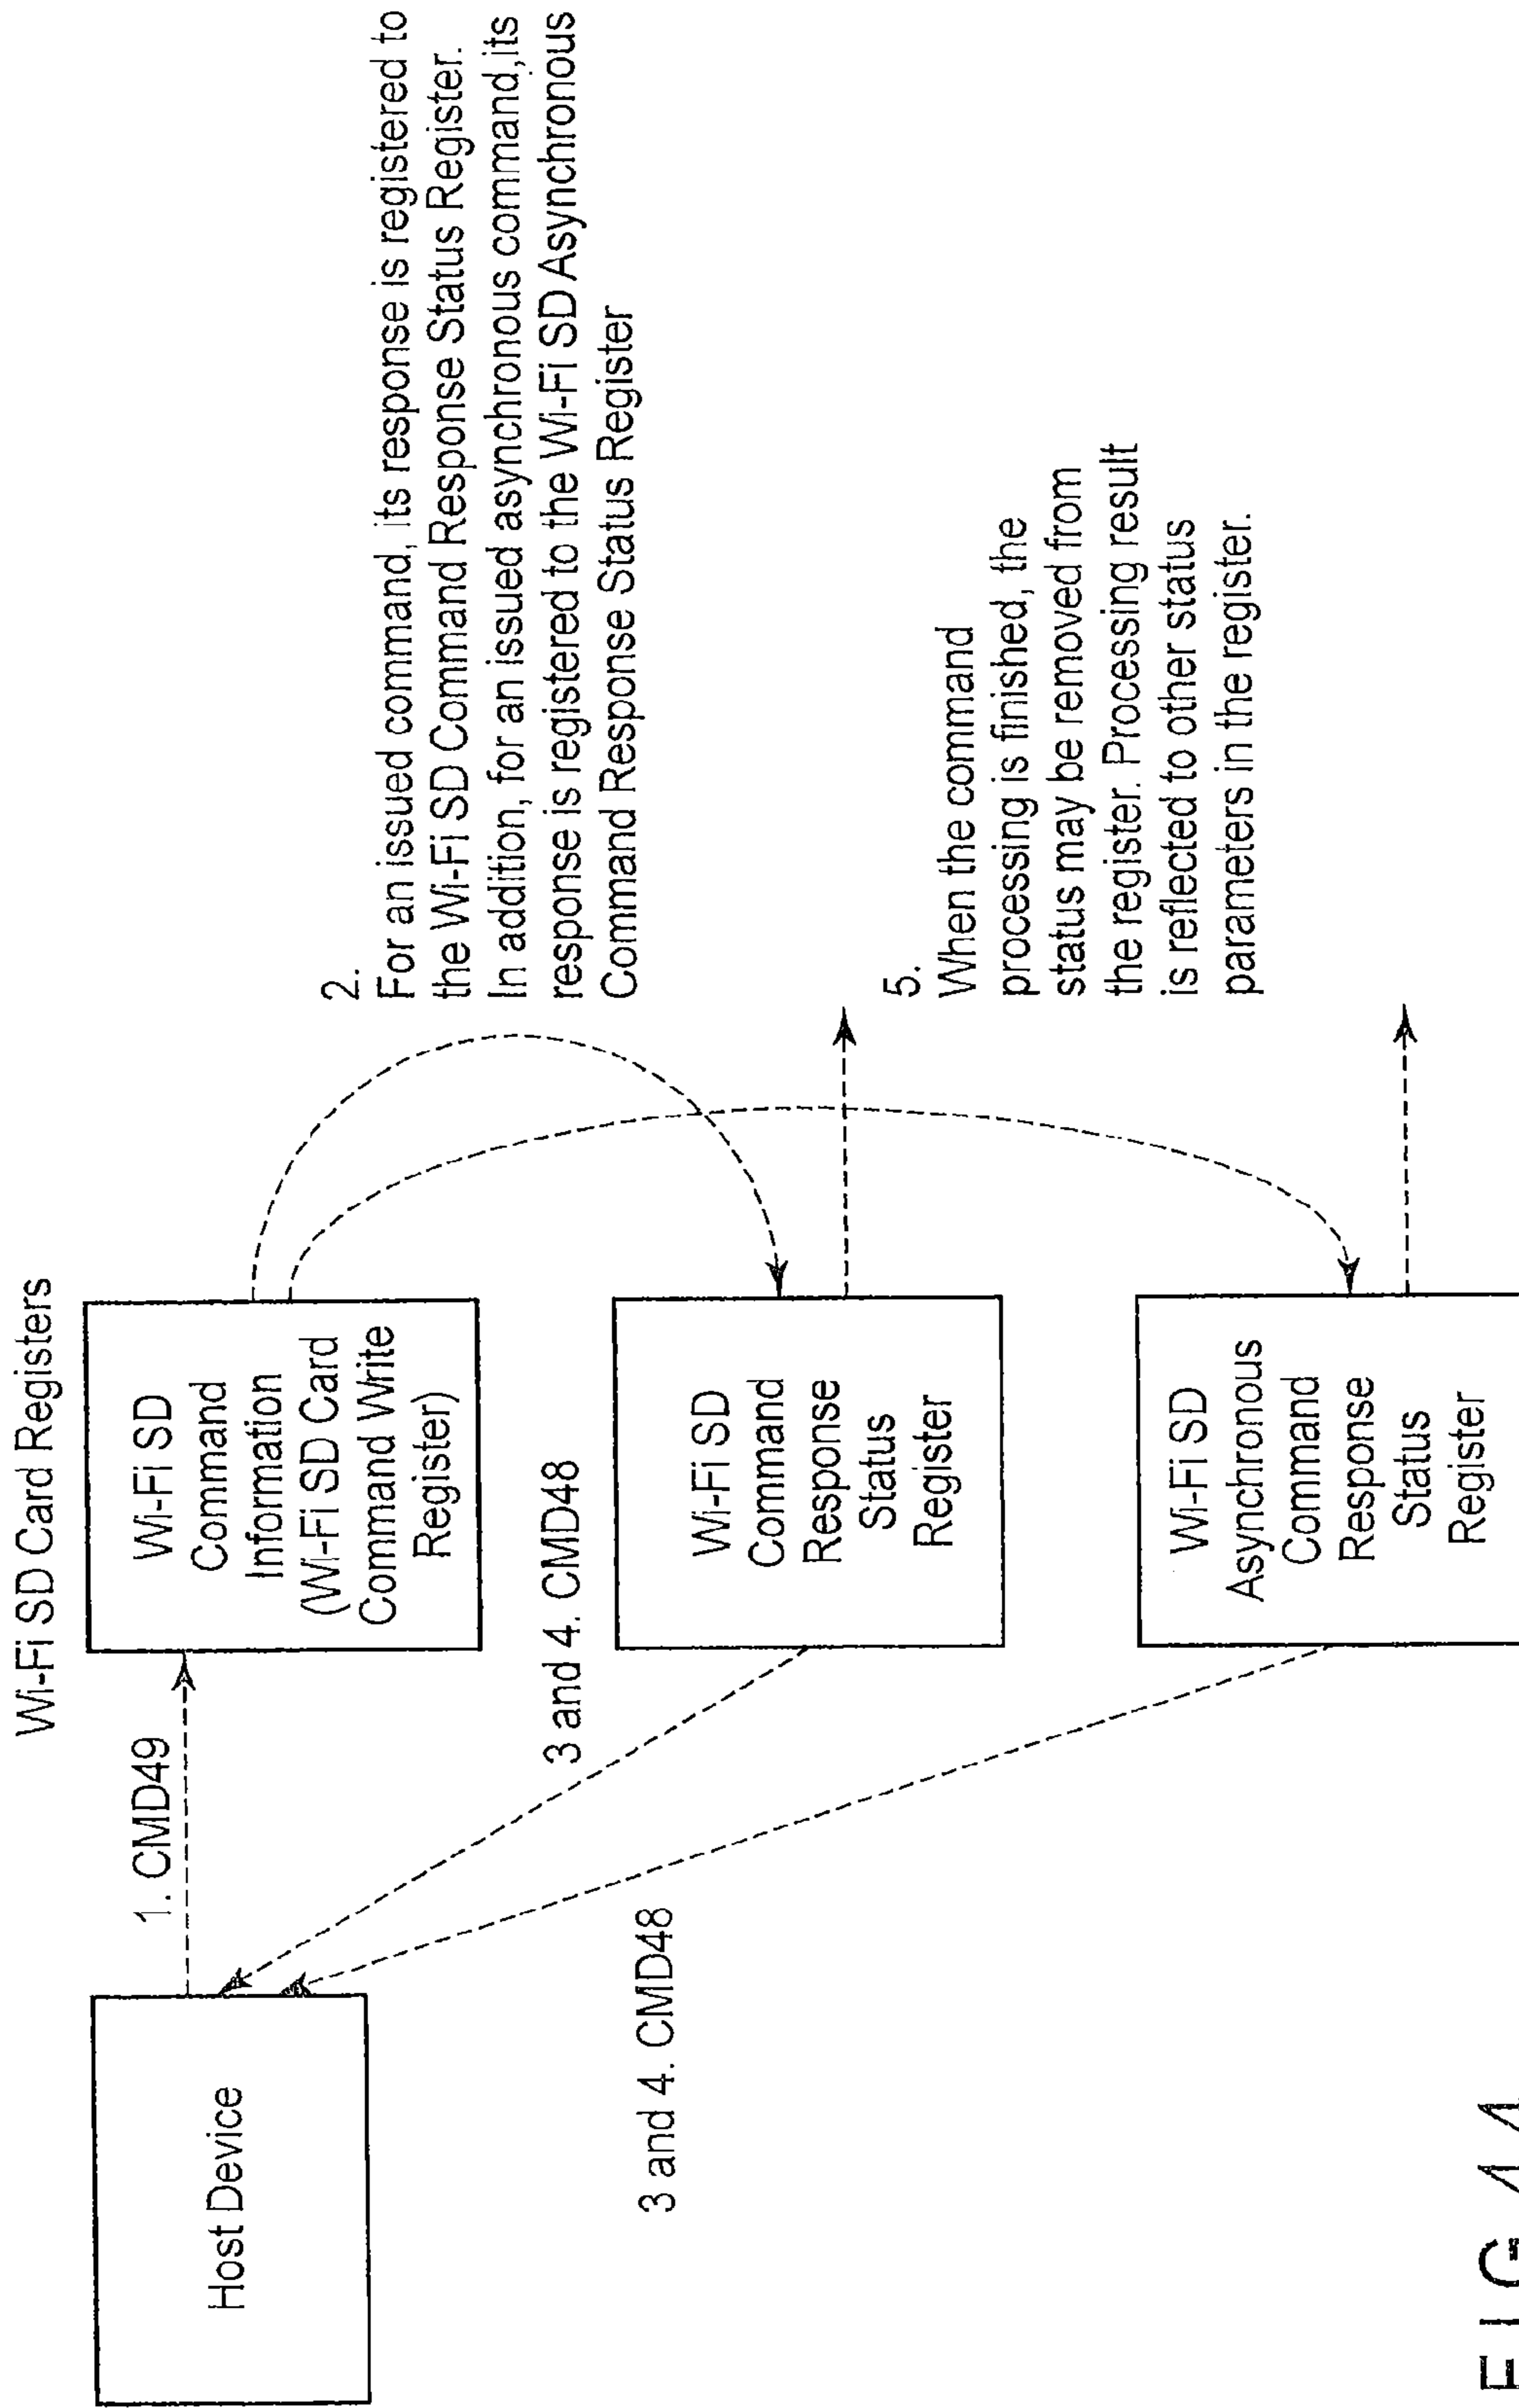 Wi-Fi SD Card Registers
Host Device
1. CMD49
Wi-Fi SD
Command
Information
(Wi-Fi SD Card
Command Write
Register)
2.
For an issued command, its response is registered to
the Wi-Fi SD Command Response Status Register.
In addition, for an issued asynchronous command,its
response is registered to the Wi-Fi SD Asynchronous
Command Response Status Register
3 and 4. CMD48
Wi-Fi SD
Command
Response
Status
Register
3 and 4. CMD48
5.
When the command
processing is finished, the
status may be removed from
the register. Processing result
is reflected to other status
parameters in the register.
Wi-Fi SD
Asynchronous
Command
Response
Status
Register
FIG.44